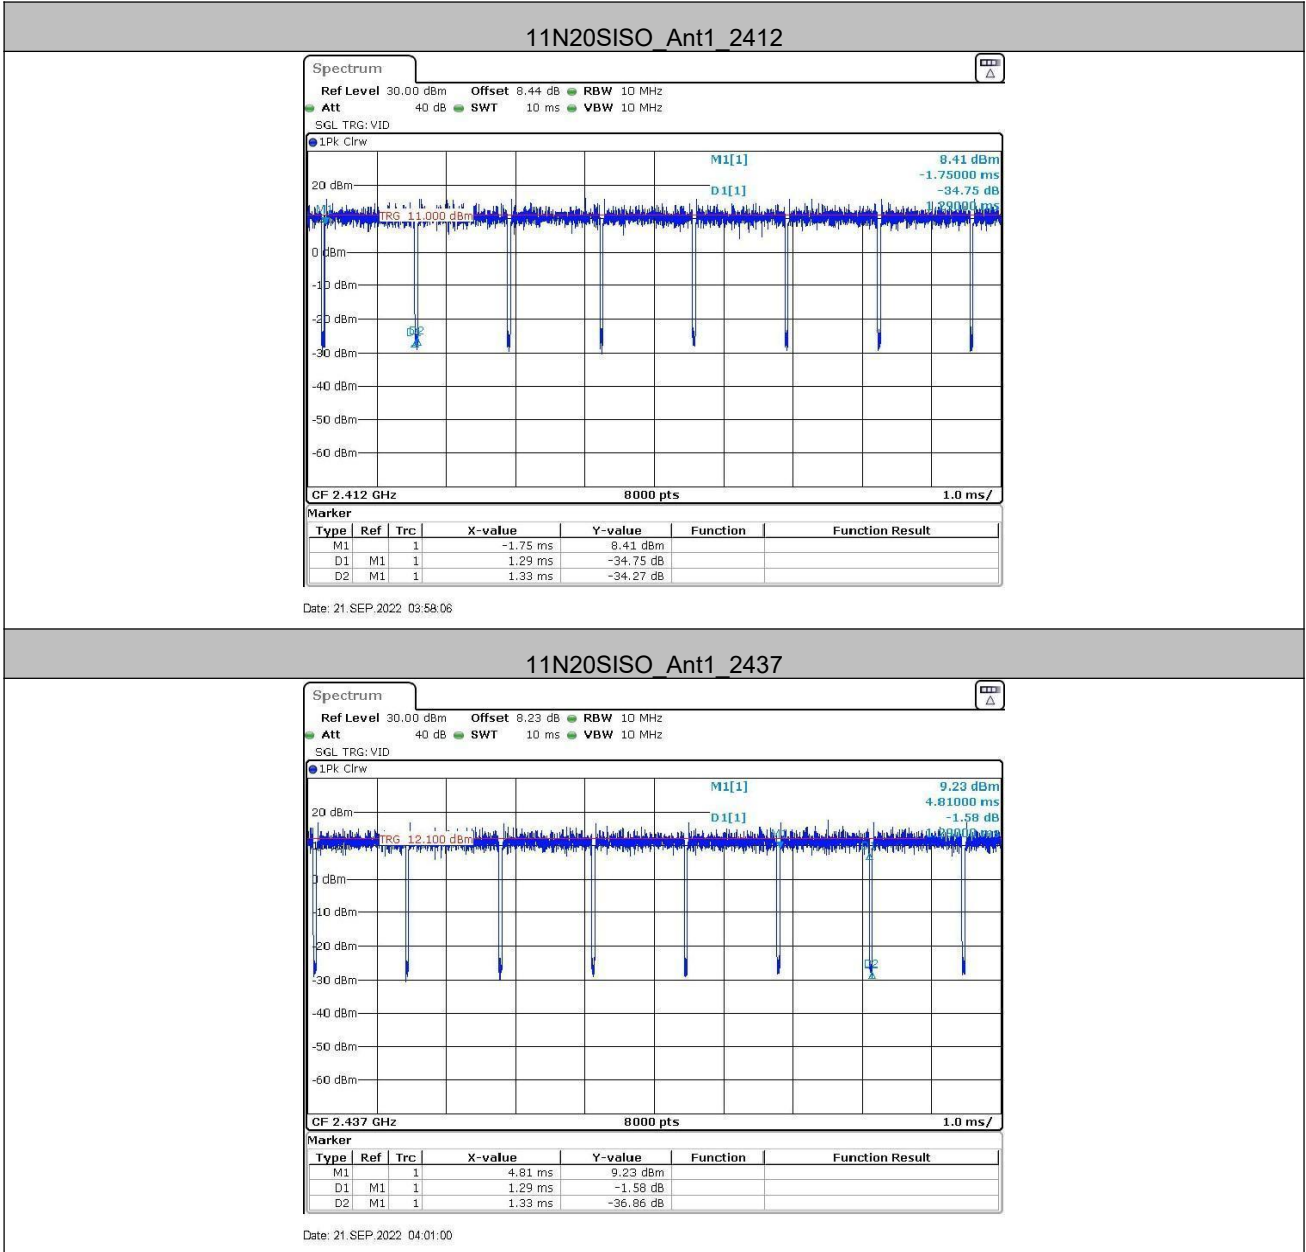 11N20SISO_Ant1_2412
Spectrum
Ref Level 30.00 dBm Offset 8.44 dB RBW 10 MHz
Att 40 dB SWT 10 ms VBW 10 MHz
SGL TRG: VID
1Pk Clrw
M1[1] 8.41 dBm
-1.75000 ms
20 dBm D1[1] -34.75 dB
M1 1.29000 ms
TRG 11.000 dBm
0 dBm
-10 dBm
-20 dBm
D2
-30 dBm
-40 dBm
-50 dBm
-60 dBm
CF 2.412 GHz 8000 pts 1.0 ms/
Marker
Type Ref Trc X-value Y-value Function Function Result
M1 1 -1.75 ms 8.41 dBm
D1 M1 1 1.29 ms -34.75 dB
D2 M1 1 1.33 ms -34.27 dB
Date: 21.SEP.2022 03:58:06
11N20SISO_Ant1_2437
Spectrum
Ref Level 30.00 dBm Offset 8.23 dB RBW 10 MHz
Att 40 dB SWT 10 ms VBW 10 MHz
SGL TRG: VID
1Pk Clrw
M1[1] 9.23 dBm
4.81000 ms
20 dBm D1[1] -1.58 dB
1.29000 ms
TRG 12.100 dBm
0 dBm
-10 dBm
-20 dBm
D2
-30 dBm
-40 dBm
-50 dBm
-60 dBm
CF 2.437 GHz 8000 pts 1.0 ms/
Marker
Type Ref Trc X-value Y-value Function Function Result
M1 1 4.81 ms 9.23 dBm
D1 M1 1 1.29 ms -1.58 dB
D2 M1 1 1.33 ms -36.86 dB
Date: 21.SEP.2022 04:01:00